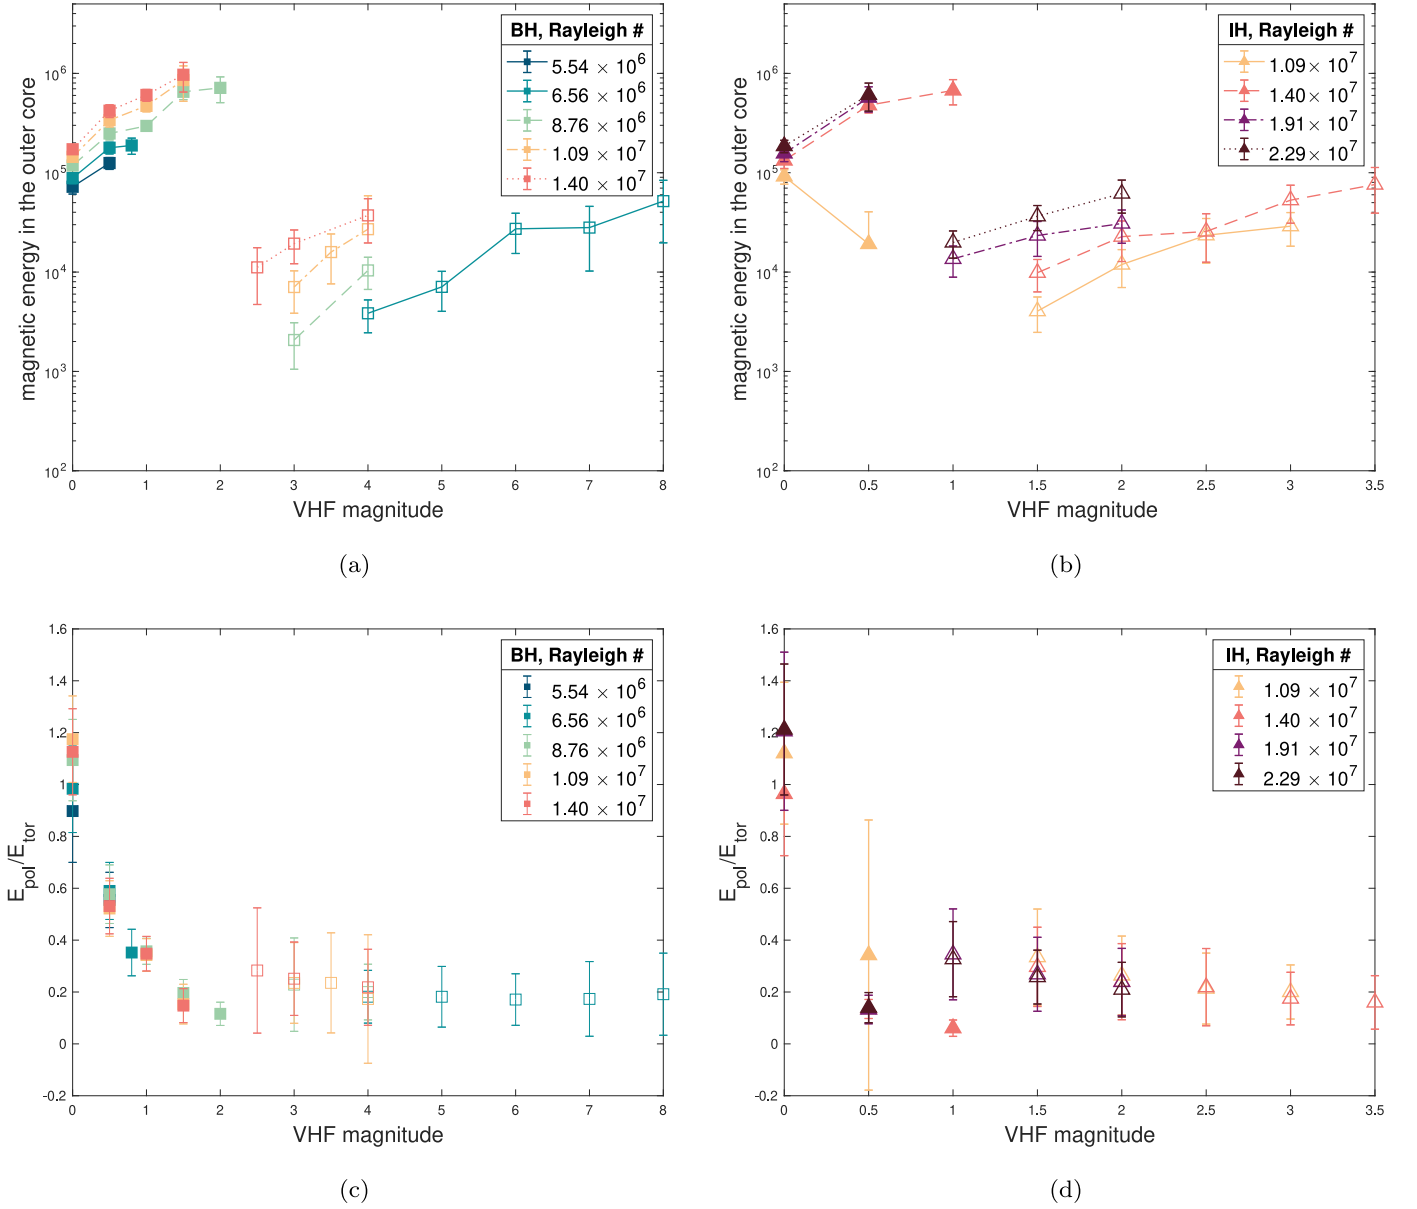 magnetic energy in the outer core
10^6
10^5
10^4
10^3
10^2
0 1 2 3 4 5 6 7 8
VHF magnitude
BH, Rayleigh #
5.54 × 10^6
6.56 × 10^6
8.76 × 10^6
1.09 × 10^7
1.40 × 10^7
(a)
magnetic energy in the outer core
10^6
10^5
10^4
10^3
10^2
0 0.5 1 1.5 2 2.5 3 3.5
VHF magnitude
IH, Rayleigh #
1.09 × 10^7
1.40 × 10^7
1.91 × 10^7
2.29 × 10^7
(b)
E_pol/E_tor
1.6
1.4
1.2
1
0.8
0.6
0.4
0.2
0
-0.2
0 1 2 3 4 5 6 7 8
VHF magnitude
BH, Rayleigh #
5.54 × 10^6
6.56 × 10^6
8.76 × 10^6
1.09 × 10^7
1.40 × 10^7
(c)
E_pol/E_tor
1.6
1.4
1.2
1
0.8
0.6
0.4
0.2
0
-0.2
0 0.5 1 1.5 2 2.5 3 3.5
VHF magnitude
IH, Rayleigh #
1.09 × 10^7
1.40 × 10^7
1.91 × 10^7
2.29 × 10^7
(d)